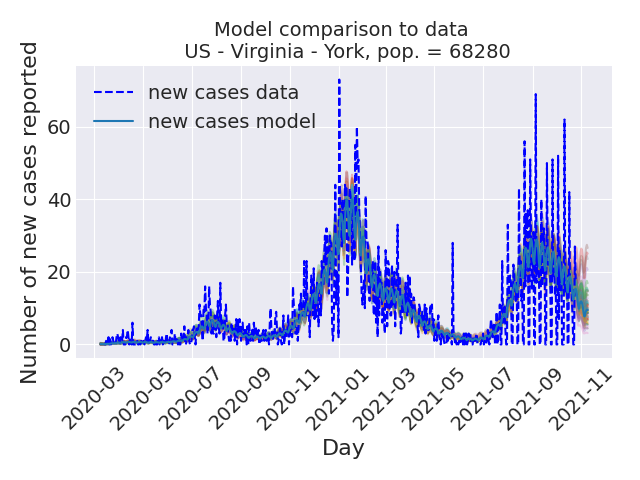 Model comparison to data
US - Virginia - York, pop. = 68280
new cases data
new cases model
Number of new cases reported
60
40
20
0
2020-03
2020-05
2020-07
2020-09
2020-11
2021-01
2021-03
2021-05
2021-07
2021-09
2021-11
Day